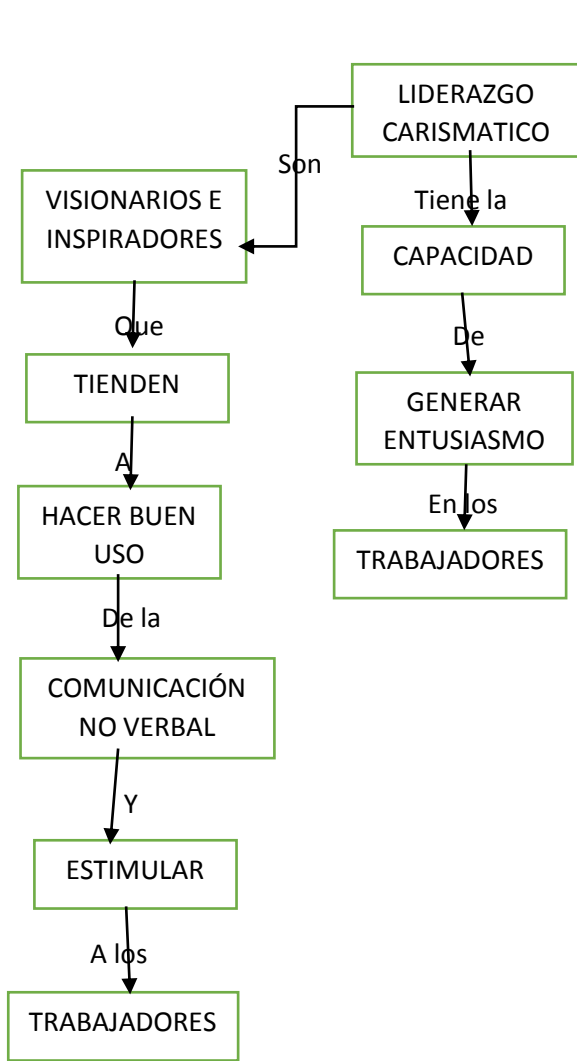 LIDERAZGO
CARISMATICO
Son
VISIONARIOS E
INSPIRADORES
Que
TIENDEN
A
HACER BUEN
USO
De la
COMUNICACIÓN
NO VERBAL
Y
ESTIMULAR
A los
TRABAJADORES
Tiene la
CAPACIDAD
De
GENERAR
ENTUSIASMO
En los
TRABAJADORES